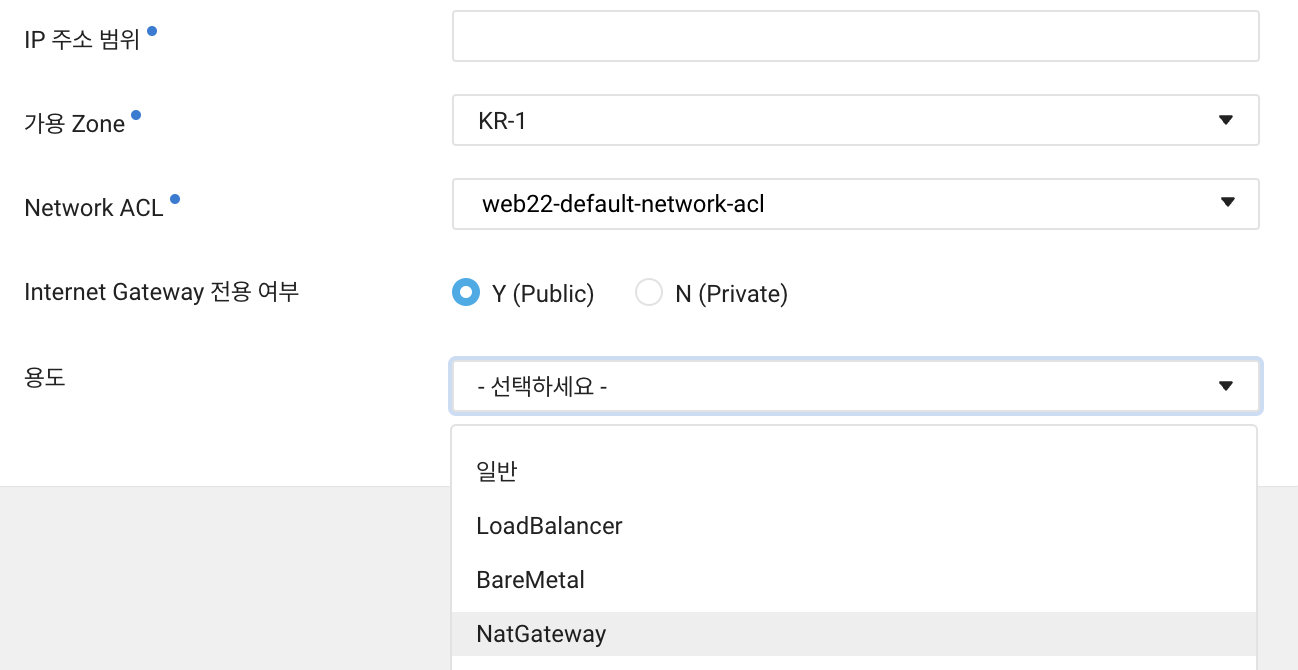 IP 주소 범위
가용 Zone
KR-1
Network ACL
web22-default-network-acl
Internet Gateway 전용 여부
Y (Public)
N (Private)
용도
- 선택하세요 -
일반
LoadBalancer
BareMetal
NatGateway